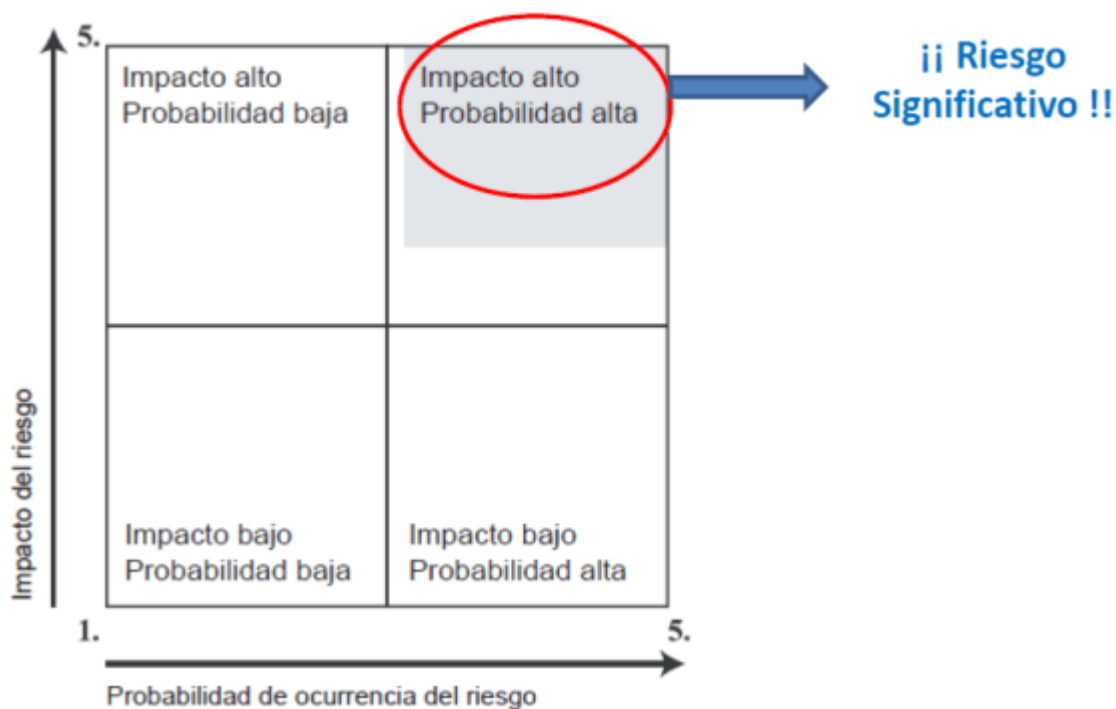 5.
Impacto alto
Probabilidad baja
Impacto alto
Probabilidad alta
¡¡ Riesgo
Significativo !!
Impacto del riesgo
Impacto bajo
Probabilidad baja
Impacto bajo
Probabilidad alta
1.
5.
Probabilidad de ocurrencia del riesgo